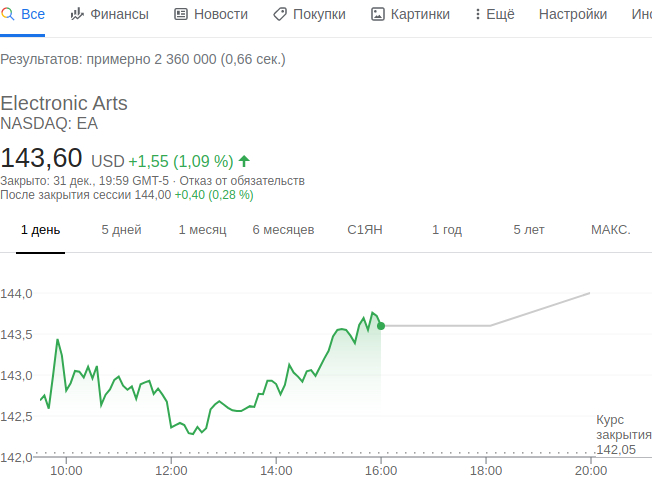 Все Финансы Новости Покупки Картинки Ещё Настройки Инс
Результатов: примерно 2 360 000 (0,66 сек.)
Electronic Arts
NASDAQ: EA
143,60 USD +1,55 (1,09 %)
Закрыто: 31 дек., 19:59 GMT-5 · Отказ от обязательств
После закрытия сессии 144,00 +0,40 (0,28 %)
1 день 5 дней 1 месяц 6 месяцев С1ЯН 1 год 5 лет МАКС.
144,0
143,5
143,0
142,5
Курс
закрытия
142,05
142,0
10:00 12:00 14:00 16:00 18:00 20:00